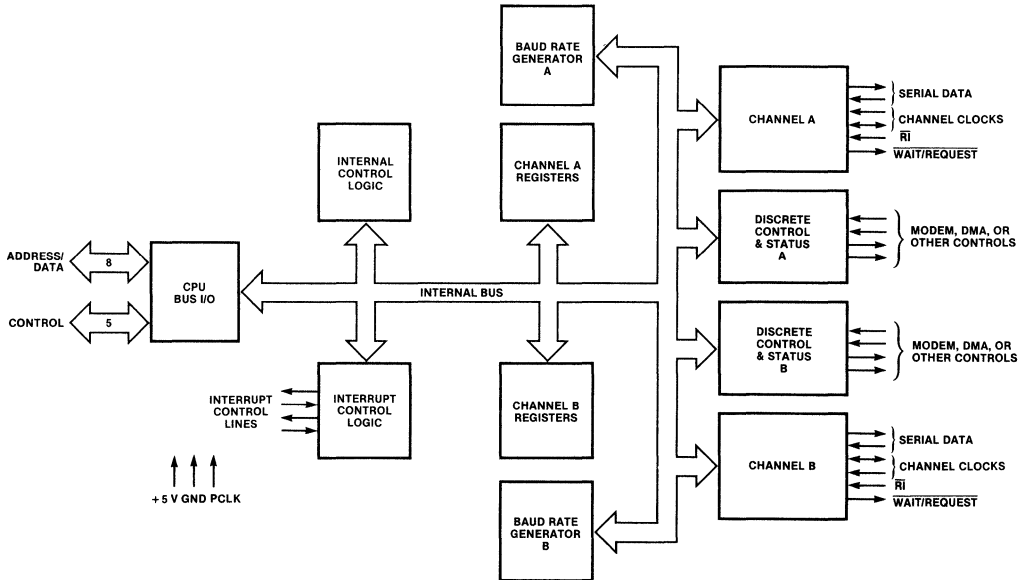 BAUD RATE
GENERATOR
A
CHANNEL A
SERIAL DATA
CHANNEL CLOCKS
RI
WAIT/REQUEST
INTERNAL
CONTROL
LOGIC
CHANNEL A
REGISTERS
DISCRETE
CONTROL
& STATUS
A
MODEM, DMA, OR
OTHER CONTROLS
ADDRESS/
DATA
8
CPU
BUS I/O
CONTROL
5
INTERNAL BUS
DISCRETE
CONTROL
& STATUS
B
MODEM, DMA, OR
OTHER CONTROLS
INTERRUPT
CONTROL
LINES
INTERRUPT
CONTROL
LOGIC
CHANNEL B
REGISTERS
CHANNEL B
SERIAL DATA
CHANNEL CLOCKS
RI
WAIT/REQUEST
+5 V GND PCLK
BAUD RATE
GENERATOR
B